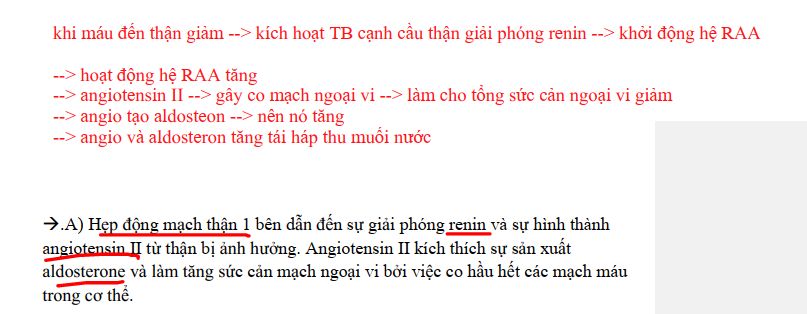 khi máu đến thận giảm --> kích hoạt TB cạnh cầu thận giải phóng renin --> khởi động hệ RAA
--> hoạt động hệ RAA tăng
--> angiotensin II --> gây co mạch ngoại vi --> làm cho tổng sức cản ngoại vi giảm
--> angio tạo aldosteon --> nên nó tăng
--> angio và aldosteron tăng tái háp thu muối nước
→.A) Hẹp động mạch thận 1 bên dẫn đến sự giải phóng renin và sự hình thành
angiotensin II từ thận bị ảnh hưởng. Angiotensin II kích thích sự sản xuất
aldosterone và làm tăng sức cản mạch ngoại vi bởi việc co hầu hết các mạch máu
trong cơ thể.